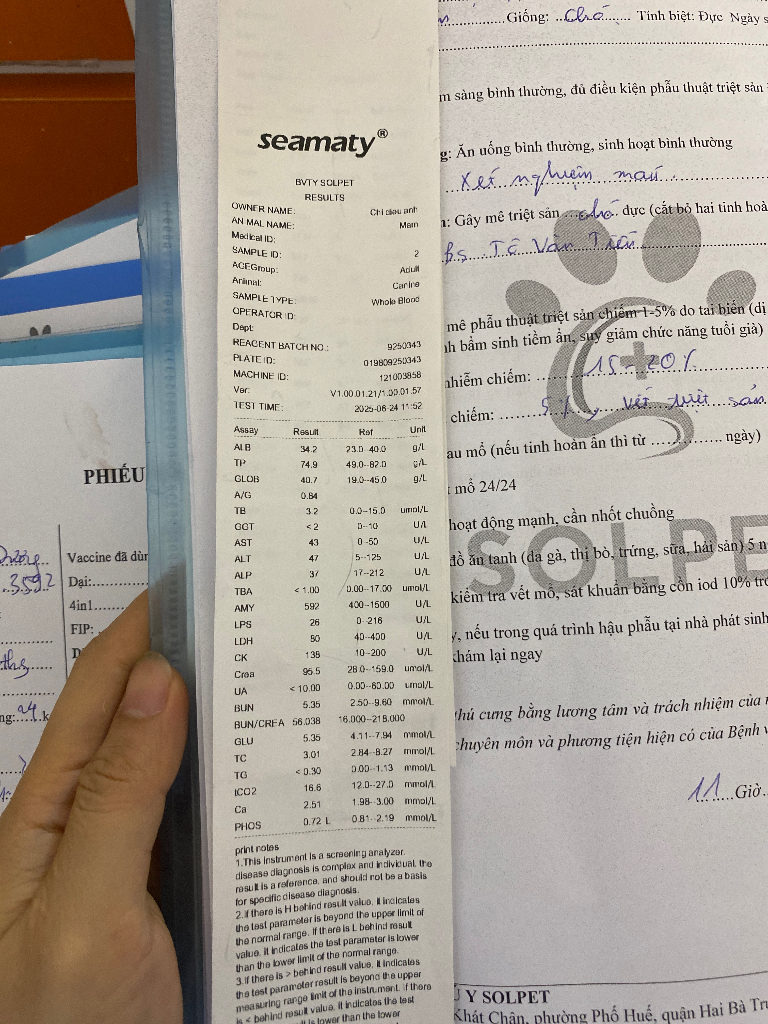 seamaty®
BVTY SOLPET
RESULTS
OWNER NAME: Chi dieu anh
ANIMAL NAME: Main
Medical ID:
SAMPLE ID: 2
ACEGroup: Adult
Animal: Canine
SAMPLE TYPE: Whole Blood
OPERATOR ID:
Dept:
REAGENT BATCH NO.: 9250343
PLATE ID: 019809250343
MACHINE ID: 121003858
Ver: V1.00.01.21/1.00.01.57
TEST TIME: 2025-06-24 11:52
Assay Result Ref Unit
ALB 34.2 23.0--40.0 g/L
TP 74.9 49.0--82.0 g/L
GLOB 40.7 19.0--45.0 g/L
A/G 0.84
TB 3.2 0.0--15.0 umol/L
GGT <2 0--10 U/L
AST 43 0--50 U/L
ALT 47 5--125 U/L
ALP 37 17--212 U/L
TBA <1.00 0.00--17.00 umol/L
AMY 592 400--1500 U/L
LPS 26 0--216 U/L
LDH 50 40--400 U/L
CK 135 10--200 U/L
Crea 95.5 28.0--159.0 umol/L
UA <10.00 0.00--60.00 umol/L
BUN 5.35 2.50--9.60 mmol/L
BUN/CREA 56.038 16.000--218.000
GLU 5.35 4.11--7.94 mmol/L
TC 3.01 2.84--8.27 mmol/L
TG <0.30 0.00--1.13 mmol/L
tCO2 16.6 12.0--27.0 mmol/L
Ca 2.51 1.98--3.00 mmol/L
PHOS 0.72 L 0.81--2.19 mmol/L
print notes
1.This instrument is a screening analyzer.
disease diagnosis is complex and individual. the
result is a reference, and should not be a basis
for specific disease diagnosis.
2.if there is H behind result value, it indicates
the test parameter is beyond the upper limit of
the normal range. if there is L behind result
value, it indicates the test parameter is lower
than the lower limit of the normal range.
3.if there is > behind result value. it indicates
the test parameter result is beyond the upper
measuring range limit of the instrument. if there
is < behind result value, it indicates the test
is lower than the lower
Giống: ..chó...... Tính biệt: Đực Ngày s
m sàng bình thường, đủ điều kiện phẫu thuật triệt sản
g: Ăn uống bình thường, sinh hoạt bình thường
Xét nghiệm máu
n: Gây mê triệt sản ...chó. đực (cắt bỏ hai tinh hoà
bs Tô Văn Tiến
mê phẫu thuật triệt sản chiếm 1-5% do tai biến (dị
nh bẩm sinh tiềm ẩn, suy giảm chức năng tuổi già)
nhiễm chiếm: 15-20%
chiếm: 5% vết triệt sản
au mổ (nếu tinh hoàn ẩn thì từ ............ ngày)
mổ 24/24
hoạt động mạnh, cần nhốt chuồng
đồ ăn tanh (da gà, thị bò, trứng, sữa, hải sản) 5 n
kiểm tra vết mổ, sát khuẩn bằng cồn iod 10% tro
y, nếu trong quá trình hậu phẫu tại nhà phát sinh
khám lại ngay
thú cưng bằng lương tâm và trách nhiệm của
chuyên môn và phương tiện hiện có của Bệnh v
11 ......Giờ
SOLPE
Ú Y SOLPET
Khát Chân, phường Phố Huế, quận Hai Bà Trư
PHIẾU
Dương
3592
Vaccine đã dùn
Dại:
4in1
FIP:
ng:...24.k